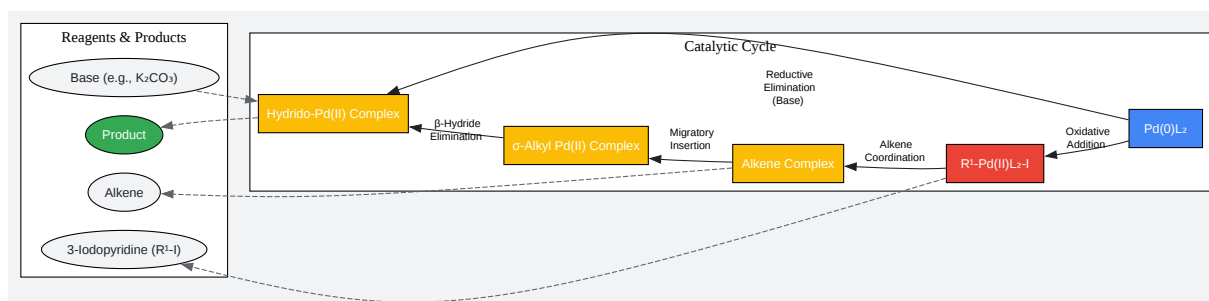 Reagents & Products
Base (e.g., K₂CO₃)
Product
Alkene
3-Iodopyridine (R¹-I)
Catalytic Cycle
Reductive
Elimination
(Base)
Hydrido-Pd(II) Complex
β-Hydride
Elimination
σ-Alkyl Pd(II) Complex
Migratory
Insertion
Alkene Complex
Alkene
Coordination
R¹-Pd(II)L₂-I
Oxidative
Addition
Pd(0)L₂